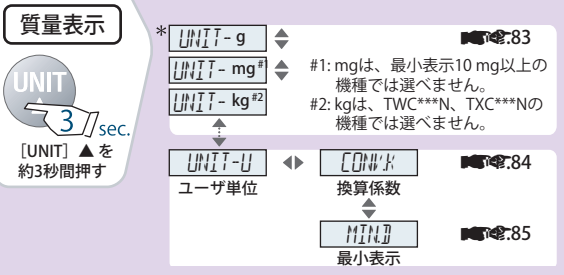 質量表示
UNIT
3 sec.
[UNIT] ▲ を
約3秒間押す
* UNIT- g
.83
UNIT- mg #1
#1: mgは、最小表示10 mg以上の
機種では選べません。
UNIT- kg #2
#2: kgは、TWC***N、TXC***Nの
機種では選べません。
UNIT-U
CONV.K
.84
ユーザ単位
換算係数
MIN.D
.85
最小表示